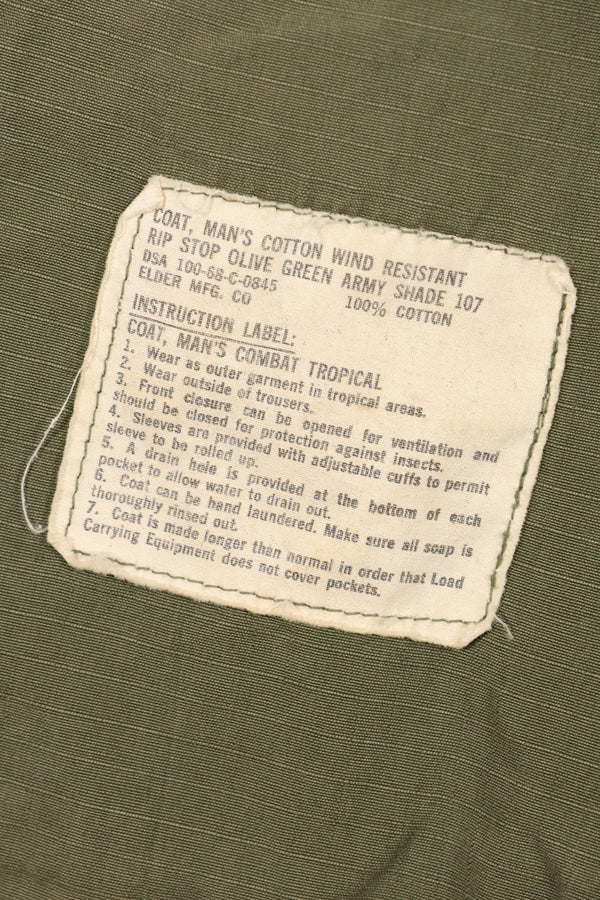 COAT, MAN'S COTTON WIND RESISTANT
RIP STOP OLIVE GREEN ARMY SHADE 107
DSA 100-68-C-0845 100% COTTON
ELDER MFG. CO
INSTRUCTION LABEL:
COAT, MAN'S COMBAT TROPICAL
1. Wear as outer garment in tropical areas.
2. Wear outside of trousers.
3. Front closure can be opened for ventilation and
should be closed for protection against insects.
4. Sleeves are provided with adjustable cuffs to permit
sleeve to be rolled up.
5. A drain hole is provided at the bottom of each
pocket to allow water to drain out.
6. Coat can be hand laundered. Make sure all soap is
thoroughly rinsed out.
7. Coat is made longer than normal in order that Load
Carrying Equipment does not cover pockets.